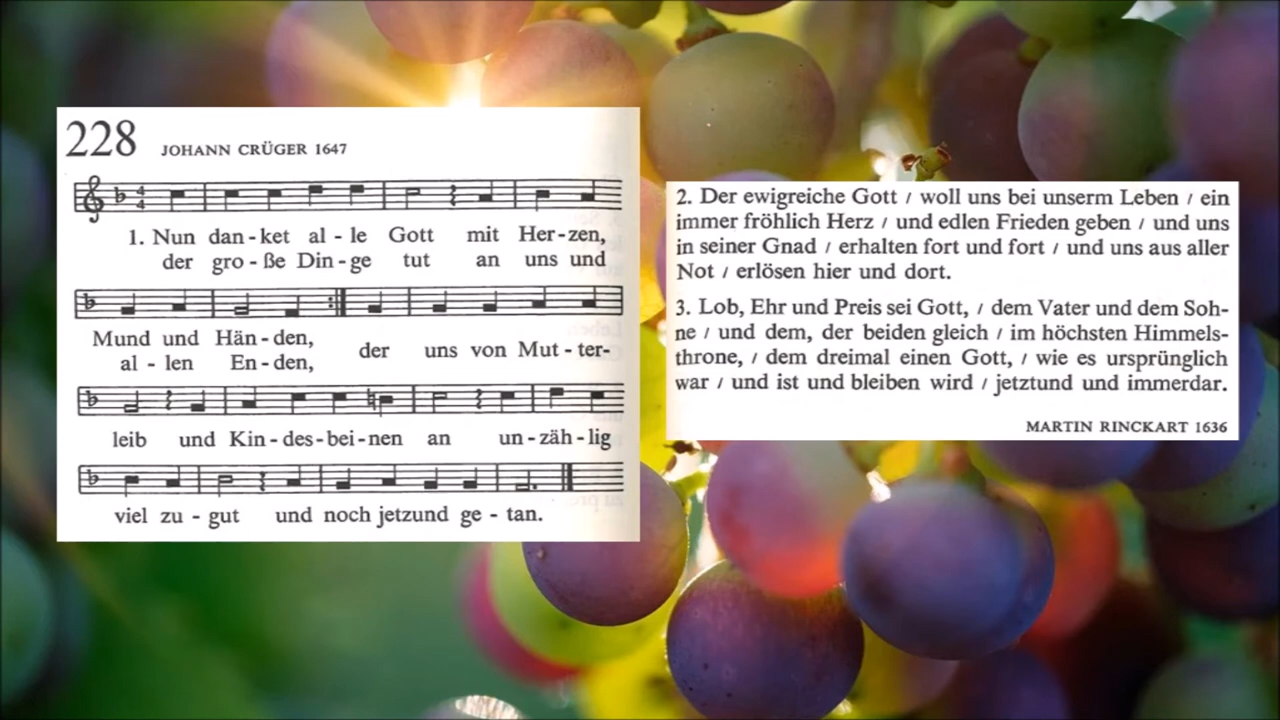 228
JOHANN CRÜGER 1647
1. Nun dan-ket al-le Gott mit Her-zen,
der gro-ße Din-ge tut an uns und
Mund und Hän-den,
al-len En-den,
der uns von Mut-ter-
leib und Kin-des-bei-nen an un-zäh-lig
viel zu-gut und noch jetzund ge-tan.
2. Der ewigreiche Gott / woll uns bei unserm Leben / ein
immer fröhlich Herz / und edlen Frieden geben / und uns
in seiner Gnad / erhalten fort und fort / und uns aus aller
Not / erlösen hier und dort.
3. Lob, Ehr und Preis sei Gott, / dem Vater und dem Soh-
ne / und dem, der beiden gleich / im höchsten Himmels-
throne, / dem dreimal einen Gott, / wie es ursprünglich
war / und ist und bleiben wird / jetztund und immerdar.
MARTIN RINCKART 1636